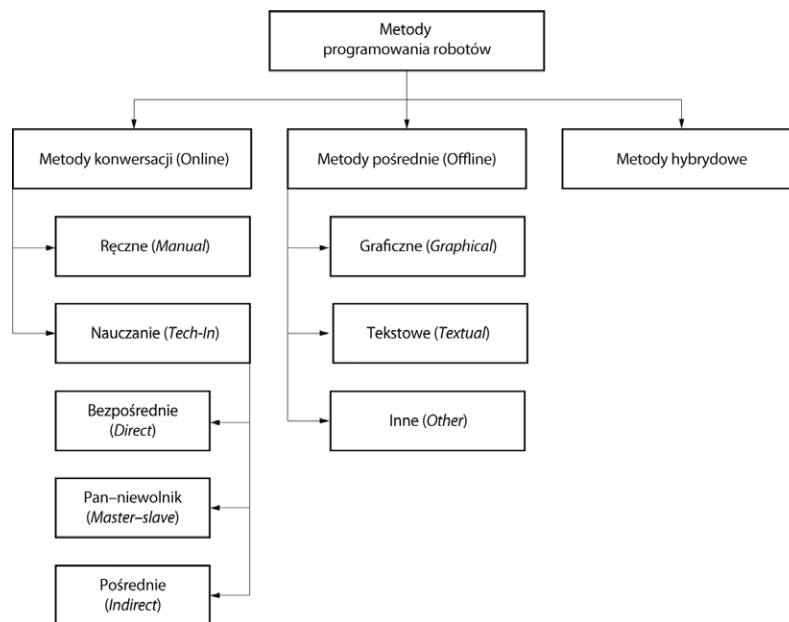 Metody
programowania robotów
Metody konwersacji (Online)
Metody pośrednie (Offline)
Metody hybrydowe
Ręczne (Manual)
Graficzne (Graphical)
Nauczanie (Tech-In)
Tekstowe (Textual)
Bezpośrednie
(Direct)
Inne (Other)
Pan–niewolnik
(Master–slave)
Pośrednie
(Indirect)